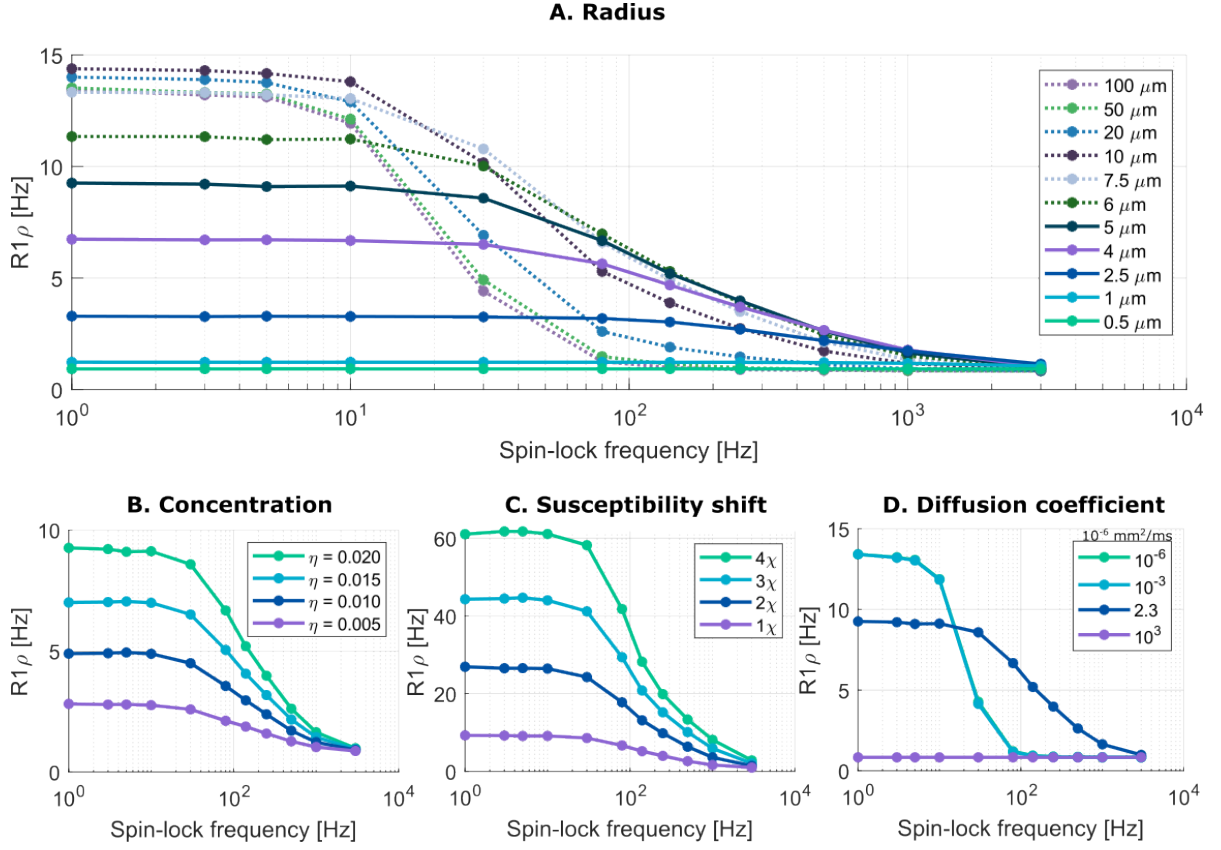 A. Radius
R1ρ [Hz]
15
10
5
0
10^0
10^1
10^2
10^3
10^4
Spin-lock frequency [Hz]
100 μm
50 μm
20 μm
10 μm
7.5 μm
6 μm
5 μm
4 μm
2.5 μm
1 μm
0.5 μm
B. Concentration
R1ρ [Hz]
10
5
0
10^0
10^2
10^4
Spin-lock frequency [Hz]
η = 0.020
η = 0.015
η = 0.010
η = 0.005
C. Susceptibility shift
R1ρ [Hz]
60
40
20
0
10^0
10^2
10^4
Spin-lock frequency [Hz]
4χ
3χ
2χ
1χ
D. Diffusion coefficient
R1ρ [Hz]
15
10
5
0
10^0
10^2
10^4
Spin-lock frequency [Hz]
10^-6 mm^2/ms
10^-6
10^-3
2.3
10^3